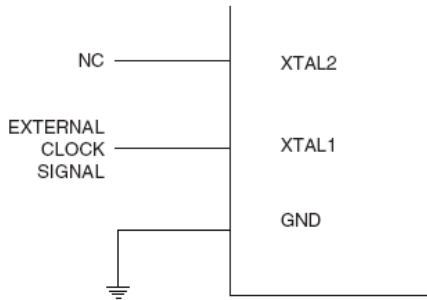 NC
XTAL2
EXTERNAL
CLOCK
SIGNAL
XTAL1
GND